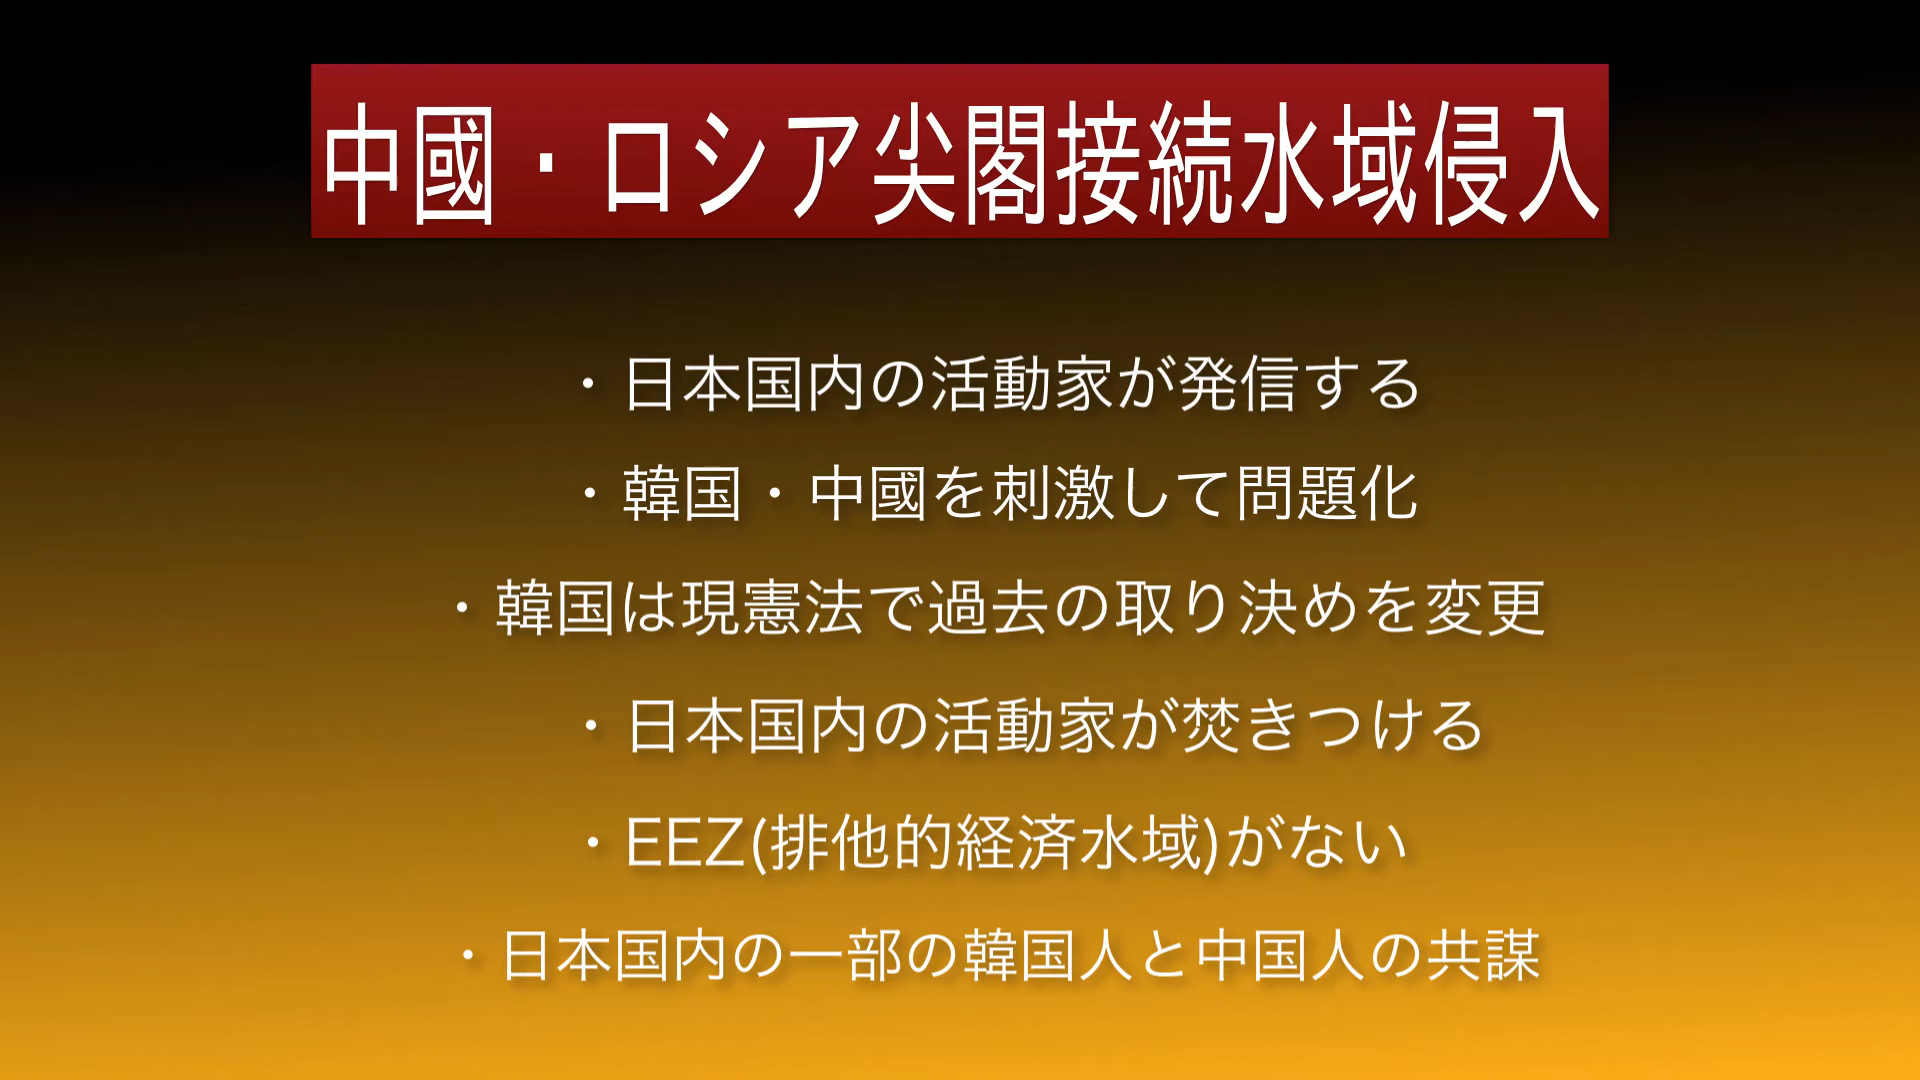 中國・ロシア尖閣接続水域侵入
・日本国内の活動家が発信する
・韓国・中國を刺激して問題化
・韓国は現憲法で過去の取り決めを変更
・日本国内の活動家が焚きつける
・EEZ(排他的経済水域)がない
・日本国内の一部の韓国人と中国人の共謀